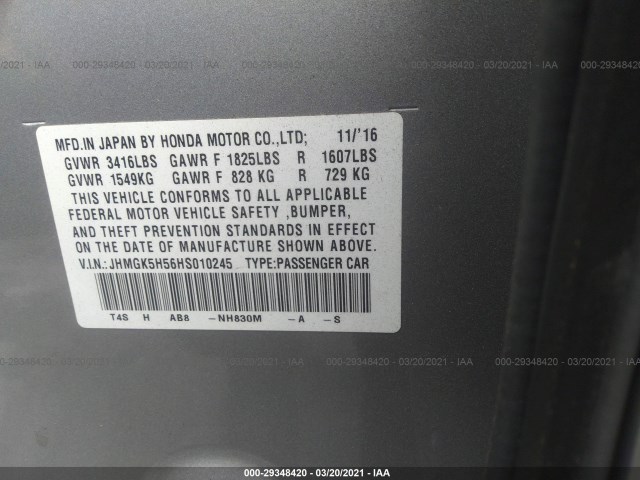 000-29348420 - 03/20/2021 - IAA 000-29348420 - 03/20/2021 - IAA 000-29348420 - 03/20/2021 - IAA
MFD.IN JAPAN BY HONDA MOTOR CO.,LTD; 11/'16
GVWR 3416LBS GAWR F 1825LBS R 1607LBS
GVWR 1549KG GAWR F 828 KG R 729 KG
THIS VEHICLE CONFORMS TO ALL APPLICABLE
FEDERAL MOTOR VEHICLE SAFETY ,BUMPER,
AND THEFT PREVENTION STANDARDS IN EFFECT
ON THE DATE OF MANUFACTURE SHOWN ABOVE.
V.I.N.:JHMGK5H56HS010245 TYPE:PASSENGER CAR
T4S H AB8 -NH830M -A -S
000-29348420 - 03/20/2021 - IAA 000-29348420 - 03/20/2021 - IAA 000-29348420 - 03/20/2021 - IAA
000-29348420 - 03/20/2021 - IAA